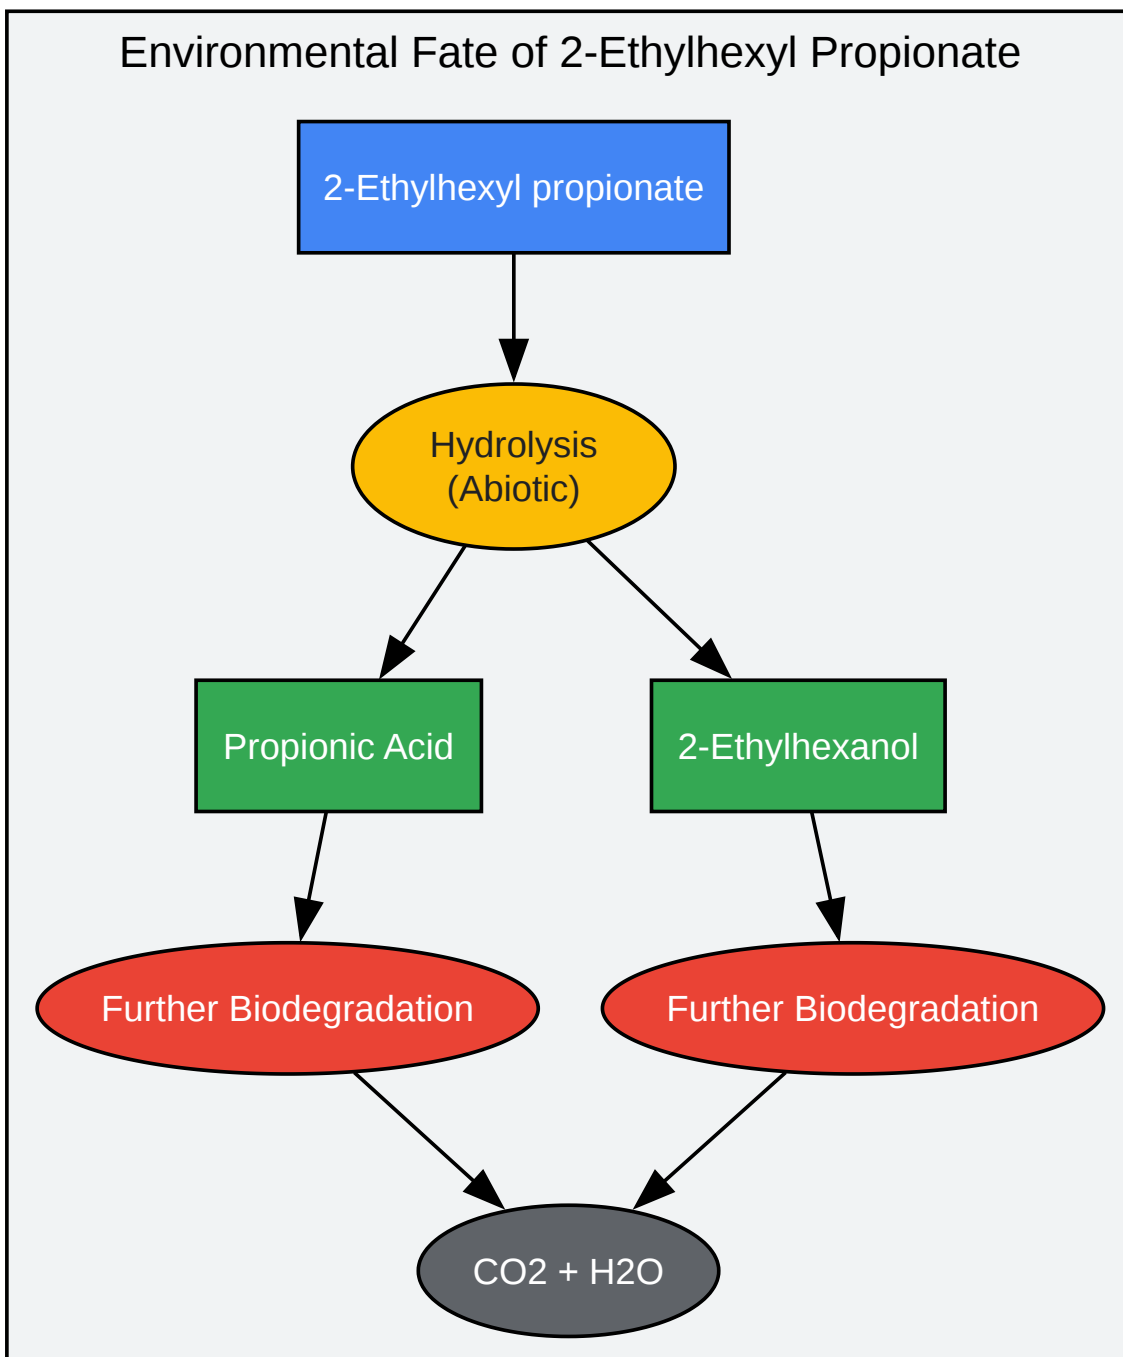 Environmental Fate of 2-Ethylhexyl Propionate
2-Ethylhexyl propionate
Hydrolysis
(Abiotic)
Propionic Acid
2-Ethylhexanol
Further Biodegradation
Further Biodegradation
CO2 + H2O